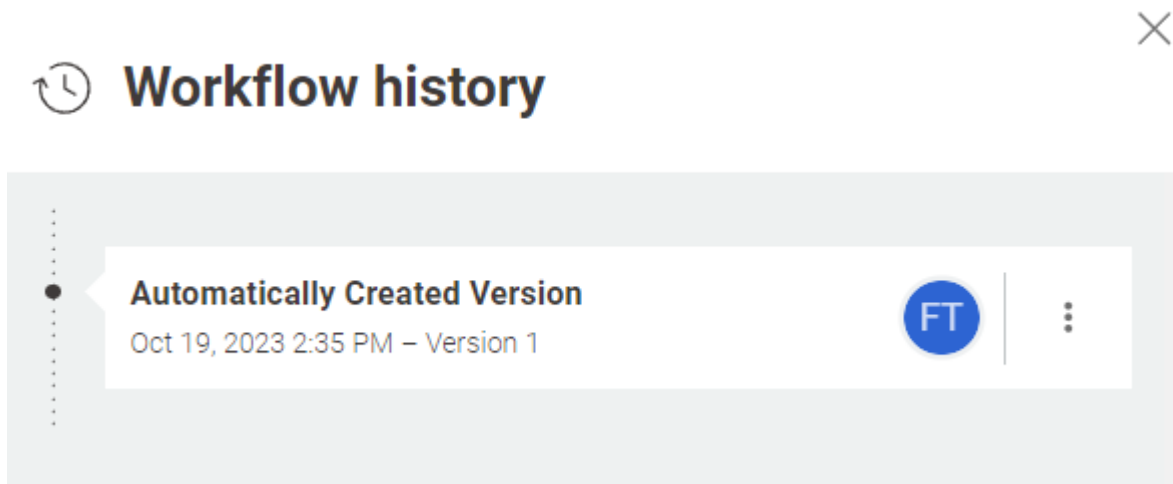 Workflow history
Automatically Created Version
FT
Oct 19, 2023 2:35 PM – Version 1